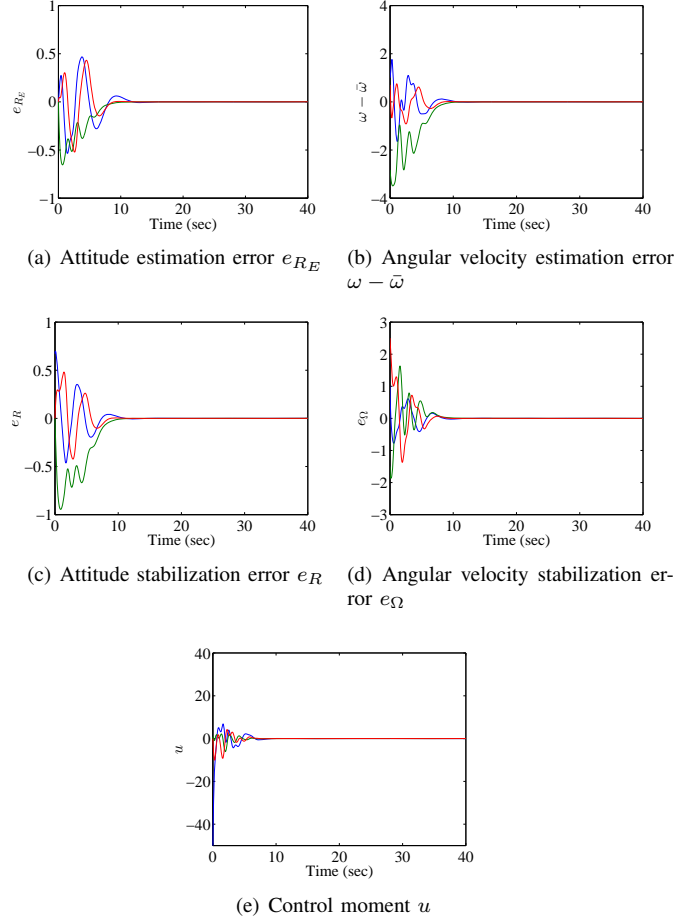 1
0.5
0
−0.5
−1
0 10 20 30 40
e_{R_E}
Time (sec)
(a) Attitude estimation error e_{R_E}
4
2
0
−2
−4
0 10 20 30 40
ω − ω̄
Time (sec)
(b) Angular velocity estimation error
ω − ω̄
1
0.5
0
−0.5
−1
0 10 20 30 40
e_R
Time (sec)
(c) Attitude stabilization error e_R
3
2
1
0
−1
−2
−3
0 10 20 30 40
e_Ω
Time (sec)
(d) Angular velocity stabilization er-
ror e_Ω
40
20
0
−20
−40
0 10 20 30 40
u
Time (sec)
(e) Control moment u